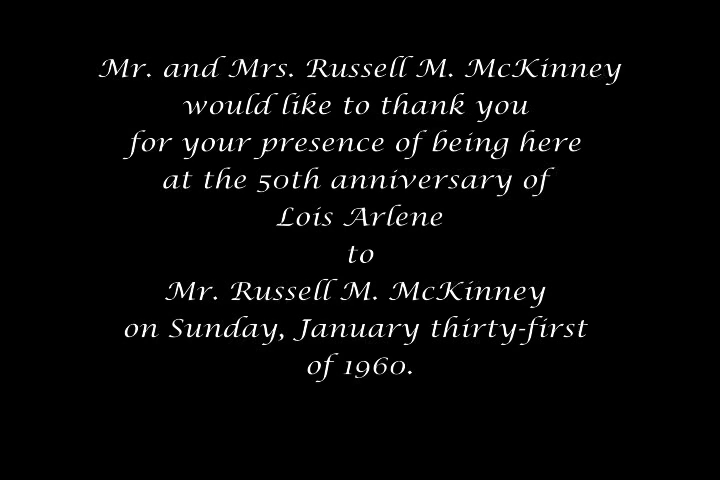 Mr. and Mrs. Russell M. McKinney
would like to thank you
for your presence of being here
at the 50th anniversary of
Lois Arlene
to
Mr. Russell M. McKinney
on Sunday, January thirty-first
of 1960.